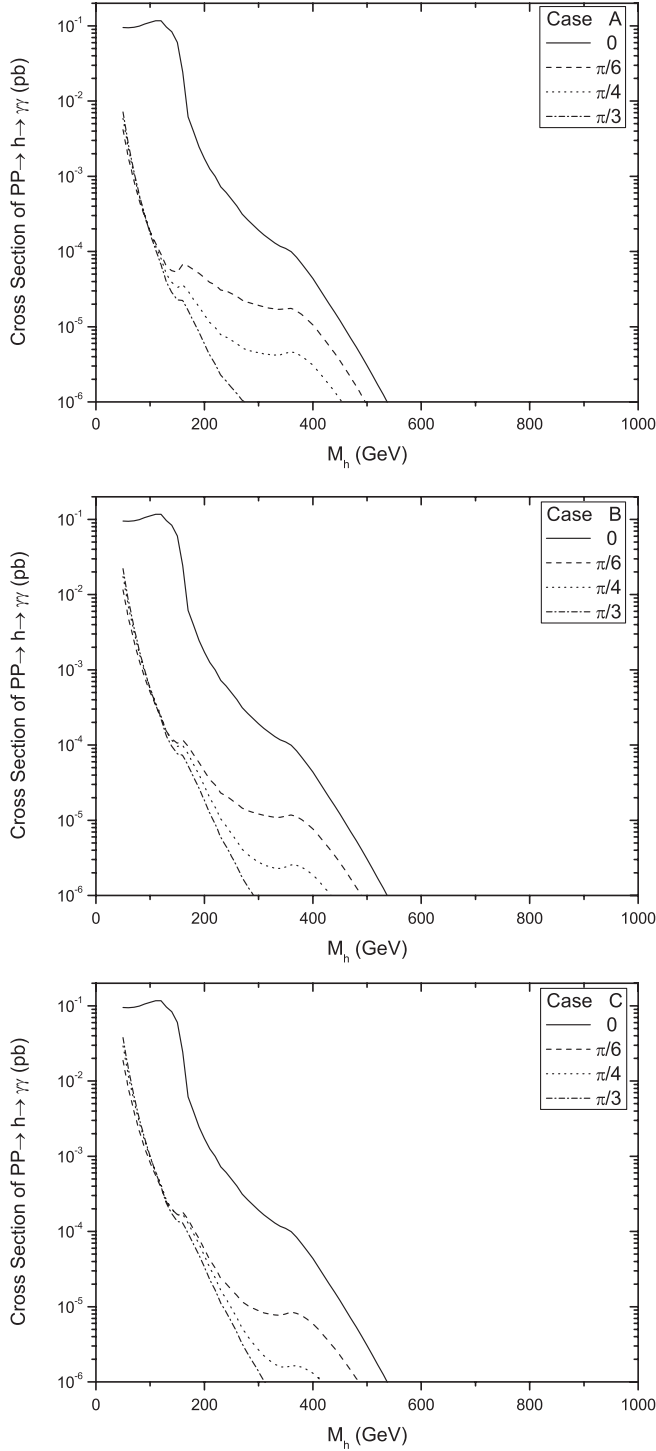 Case A
0
π/6
π/4
π/3
Cross Section of PP→ h→ γγ (pb)
10⁻¹
10⁻²
10⁻³
10⁻⁴
10⁻⁵
10⁻⁶
0 200 400 600 800 1000
Mₕ (GeV)
Case B
0
π/6
π/4
π/3
Cross Section of PP→ h→ γγ (pb)
10⁻¹
10⁻²
10⁻³
10⁻⁴
10⁻⁵
10⁻⁶
0 200 400 600 800 1000
Mₕ (GeV)
Case C
0
π/6
π/4
π/3
Cross Section of PP→ h→ γγ (pb)
10⁻¹
10⁻²
10⁻³
10⁻⁴
10⁻⁵
10⁻⁶
0 200 400 600 800 1000
Mₕ (GeV)